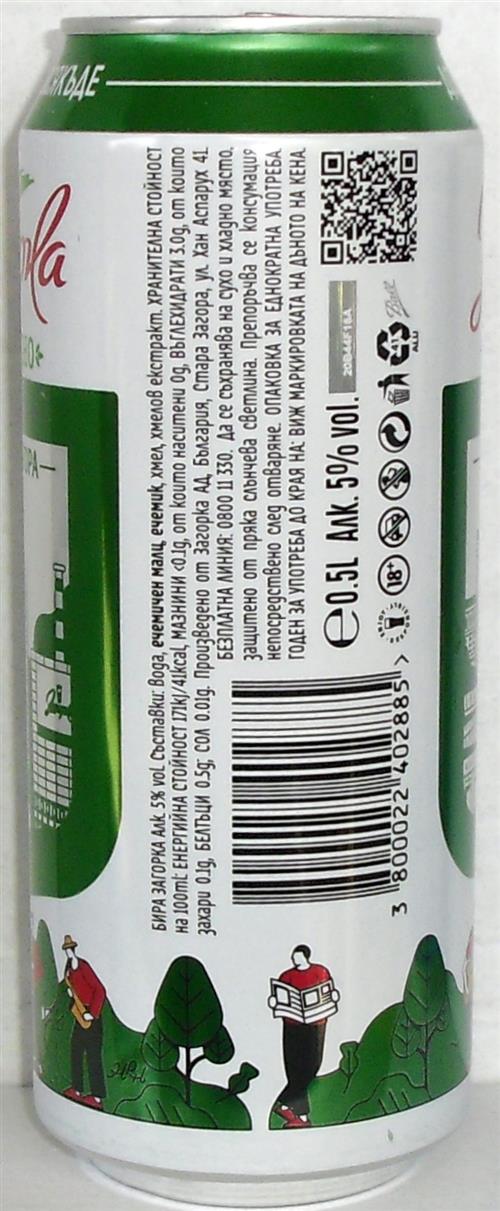 БИРА ЗАГОРКА Алк. 5% vol. Съставки: вода, ечемичен малц, ечемик, хмел, хмелов екстракт. ХРАНИТЕЛНА СТОЙНОСТ
на 100ml: ЕНЕРГИЙНА СТОЙНОСТ 171kj/41kcal, МАЗНИНИ <0.1g, от които наситени 0g, ВЪГЛЕХИДРАТИ 3.0g, от които
захари 0.1g, БЕЛТЪЦИ 0.5g; СОЛ 0.01g. Произведено от Загорка АД, България, Стара Загора, ул. Хан Аспарух 41.
БЕЗПЛАТНА ЛИНИЯ: 0800 11 330. Да се съхранява на сухо и хладно място,
защитено от пряка слънчева светлина. Препоръчва се консумация
непосредствено след отваряне. ОПАКОВКА ЗА ЕДНОКРАТНА УПОТРЕБА.
ГОДЕН ЗА УПОТРЕБА ДО КРАЯ НА: ВИЖ МАРКИРОВКАТА НА ДЪНОТО НА КЕНА.
e 0.5L АЛК. 5% vol.
20B44F18A
18+
41
ALU
Ball
3 800022 402885 >